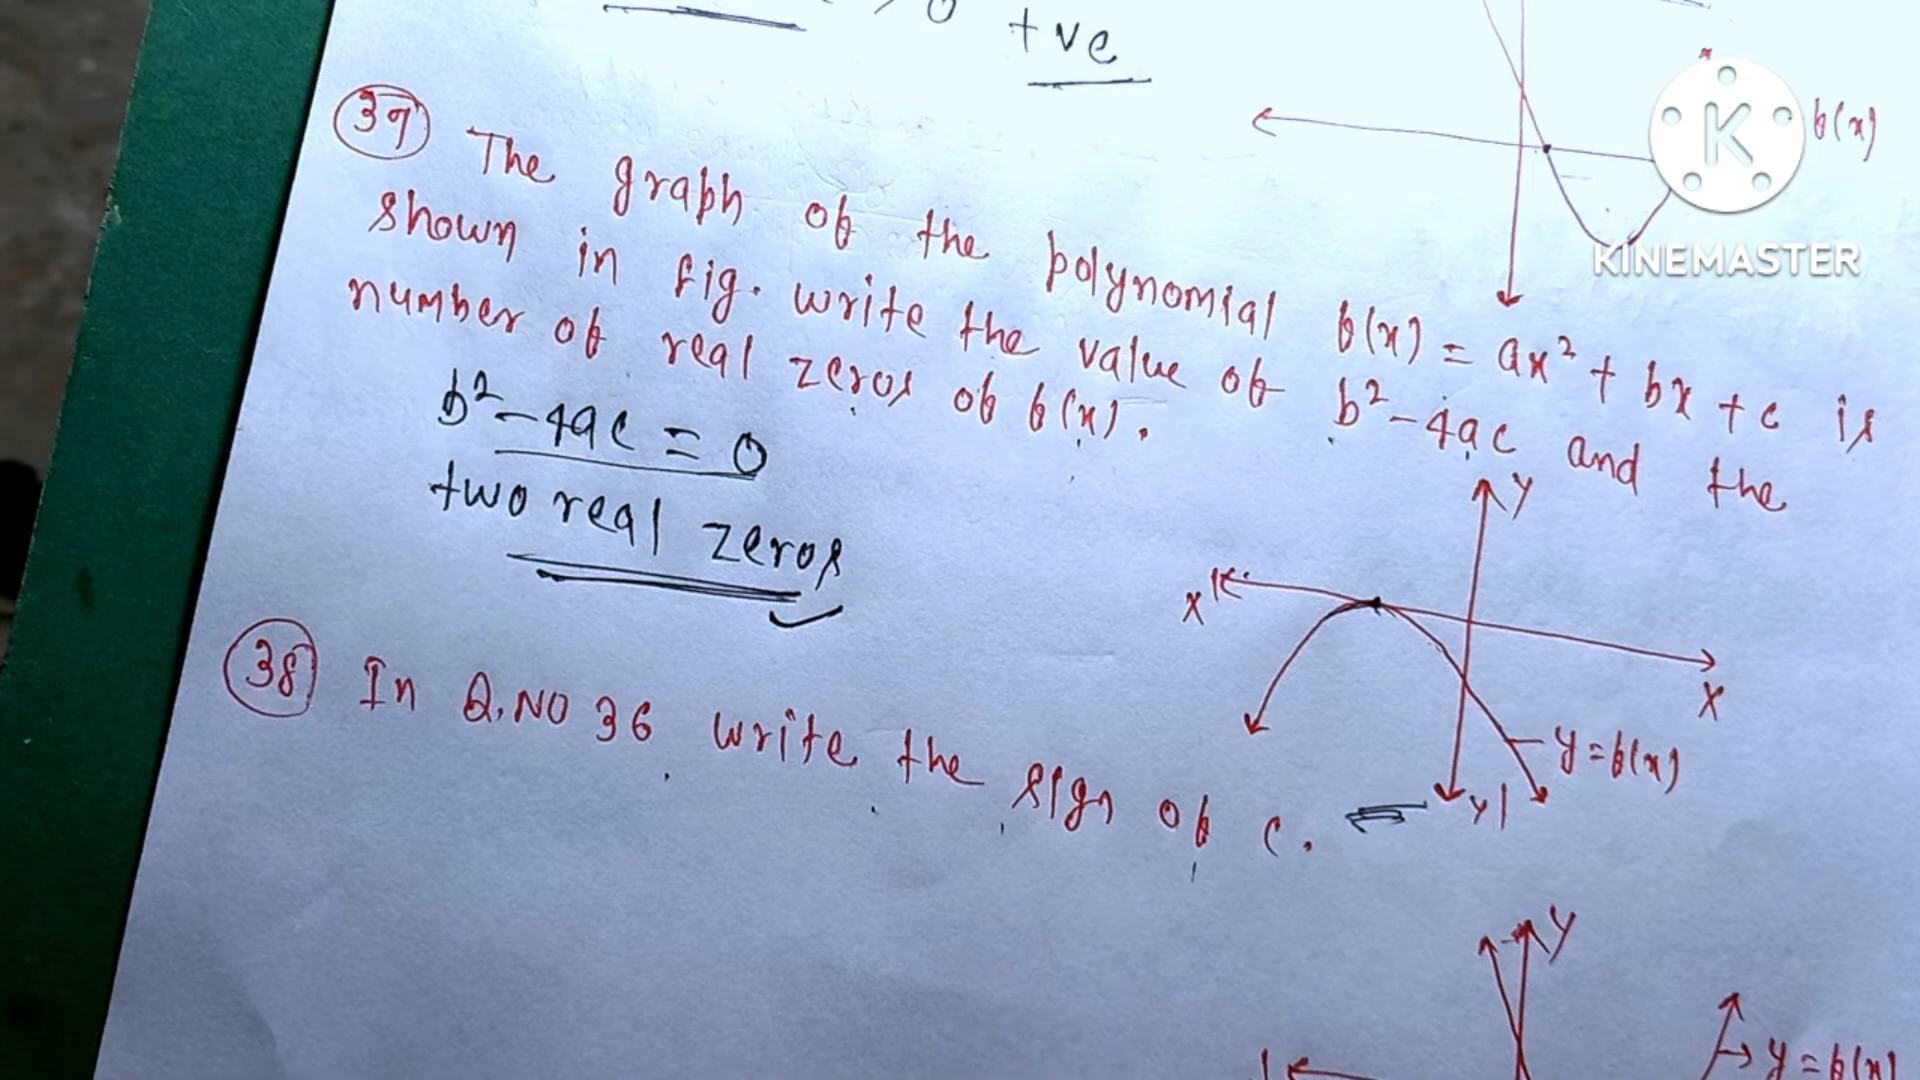 > 0 +ve
f(x)
KINEMASTER
37 The graph of the polynomial f(x) = ax² + bx + c is
shown in fig. write the value of b² - 4ac and the
number of real zeros of f(x).
b² - 4ac = 0
two real zeros
Y
X'
X
y = f(x)
Y'
38 In Q.NO 36 write the sign of c.
Y
y = f(x)